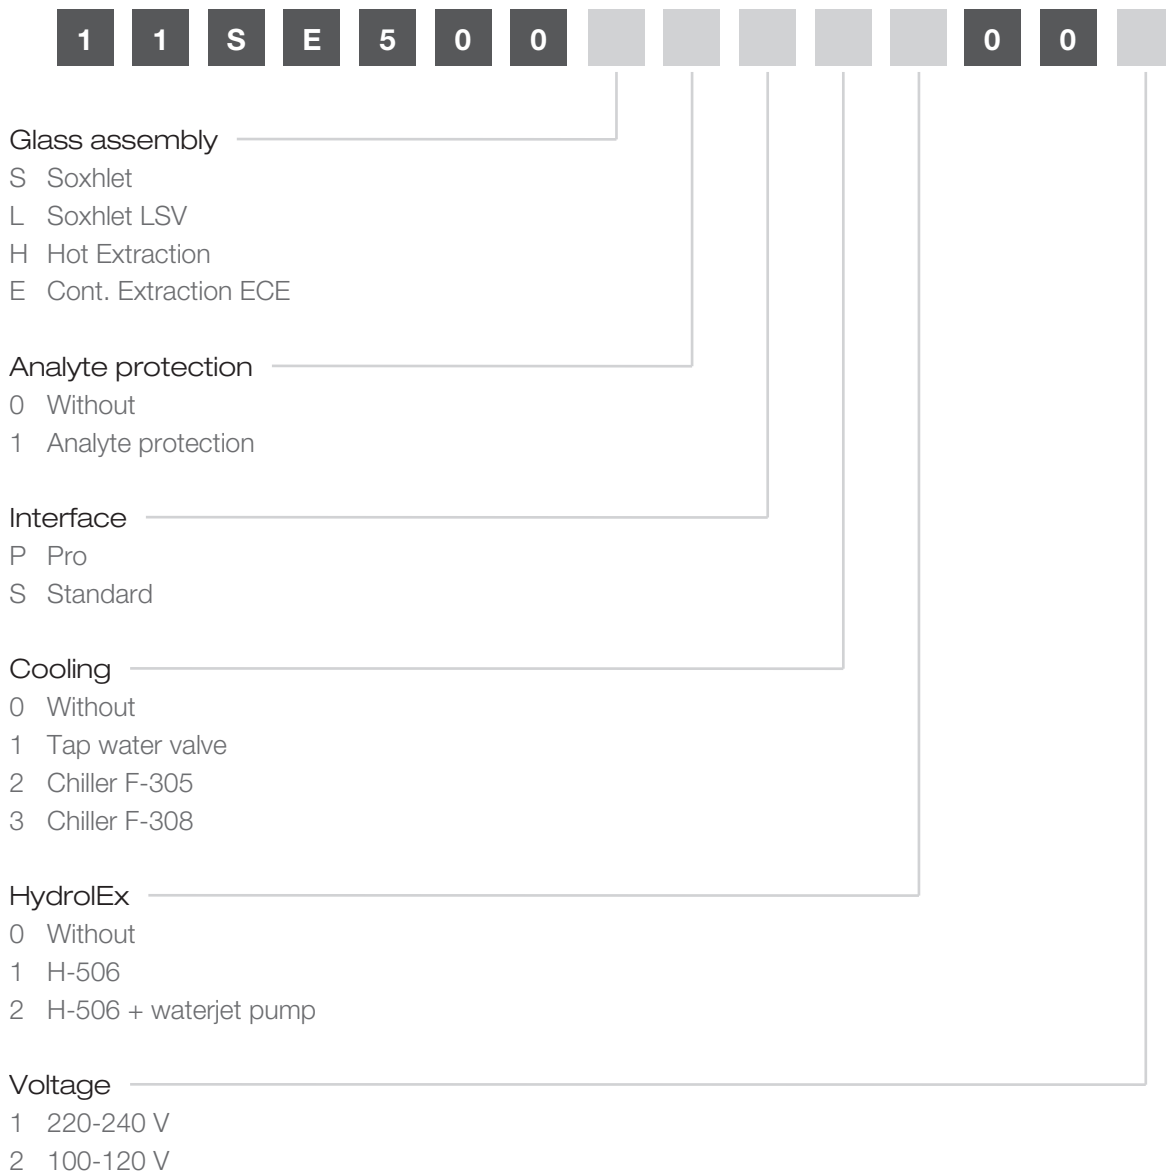 1 1 S E 5 0 0 0 0
Glass assembly
S Soxhlet
L Soxhlet LSV
H Hot Extraction
E Cont. Extraction ECE
Analyte protection
0 Without
1 Analyte protection
Interface
P Pro
S Standard
Cooling
0 Without
1 Tap water valve
2 Chiller F-305
3 Chiller F-308
HydrolEx
0 Without
1 H-506
2 H-506 + waterjet pump
Voltage
1 220-240 V
2 100-120 V